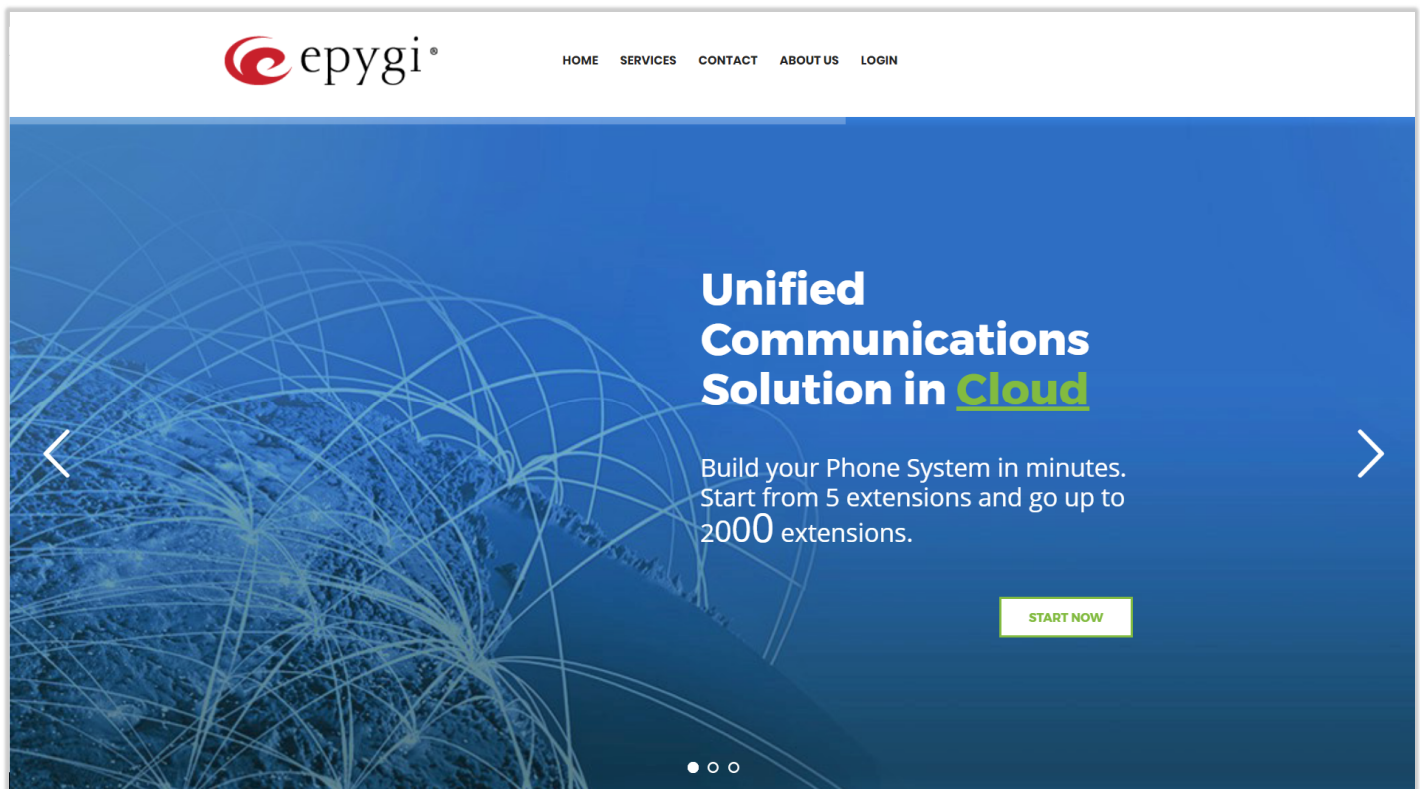 epygi®
HOME SERVICES CONTACT ABOUT US LOGIN
Unified
Communications
Solution in Cloud
Build your Phone System in minutes.
Start from 5 extensions and go up to
2000 extensions.
START NOW